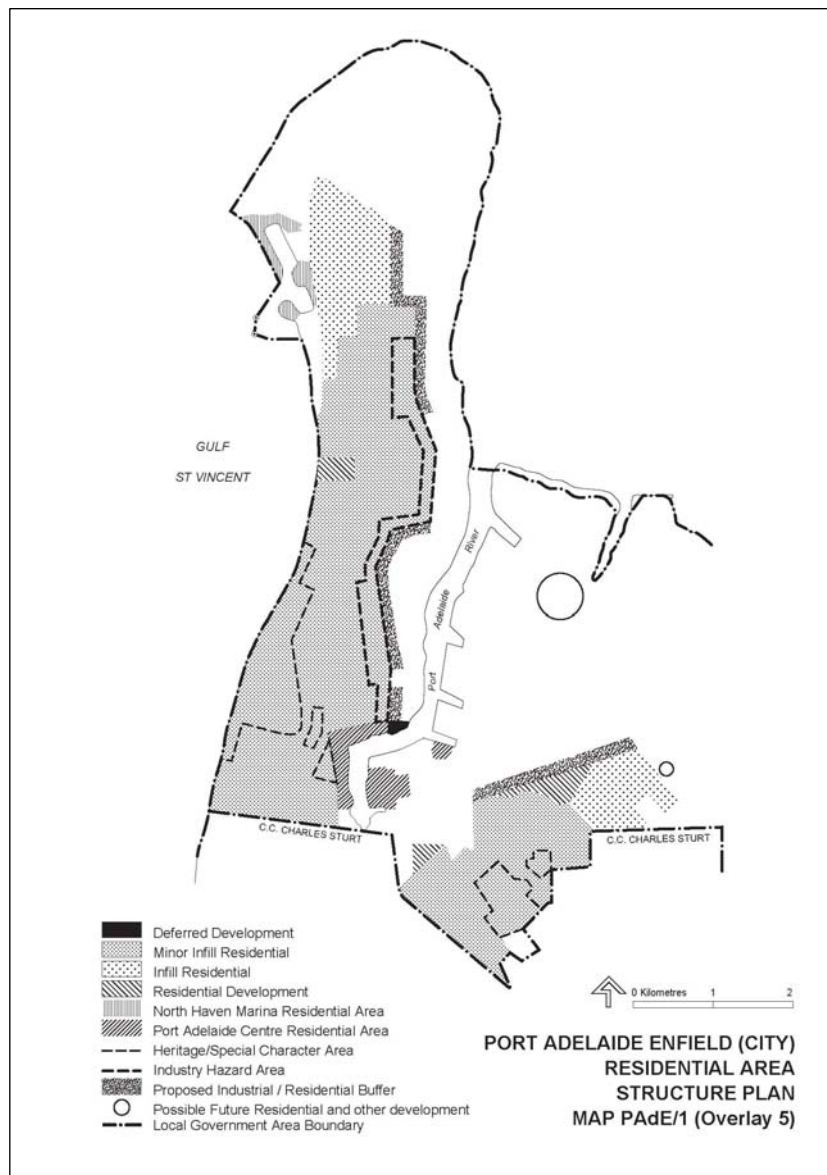 GULF
ST VINCENT
River
Adelaide
Port
C.C. CHARLES STURT
C.C. CHARLES STURT
Deferred Development
Minor Infill Residential
Infill Residential
Residential Development
North Haven Marina Residential Area
Port Adelaide Centre Residential Area
Heritage/Special Character Area
Industry Hazard Area
Proposed Industrial / Residential Buffer
Possible Future Residential and other development
Local Government Area Boundary
0 Kilometres 1 2
PORT ADELAIDE ENFIELD (CITY)
RESIDENTIAL AREA
STRUCTURE PLAN
MAP PAdE/1 (Overlay 5)